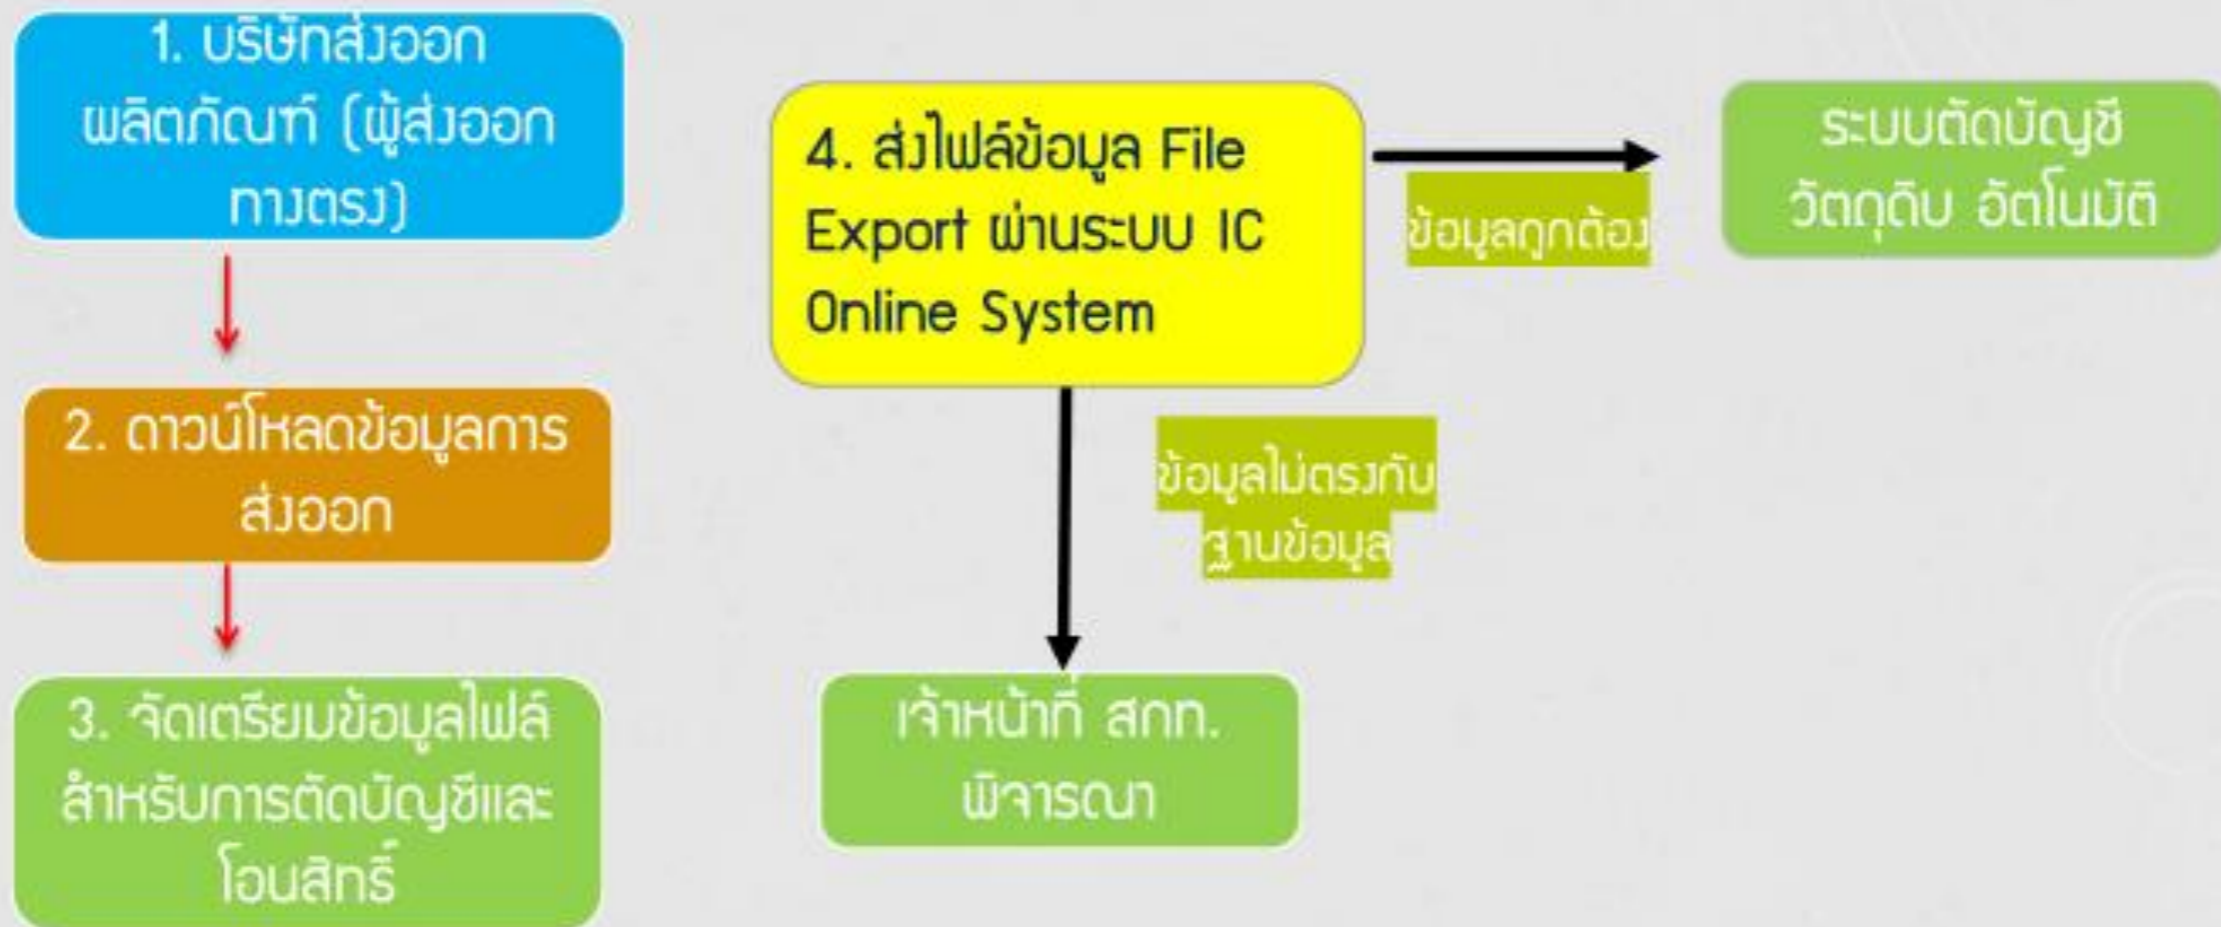 1. บริษัทส่งออก
ผลิตภัณฑ์ (ผู้ส่งออก
ทางตรง)
2. ดาวน์โหลดข้อมูลการ
ส่งออก
3. จัดเตรียมข้อมูลไฟล์
สำหรับการตัดบัญชีและ
โอนสิทธิ์
4. ส่งไฟล์ข้อมูล File
Export ผ่านระบบ IC
Online System
ข้อมูลถูกต้อง
ระบบตัดบัญชี
วัตถุดิบ อัตโนมัติ
ข้อมูลไม่ตรงกับ
ฐานข้อมูล
เจ้าหน้าที่ สกท.
พิจารณา